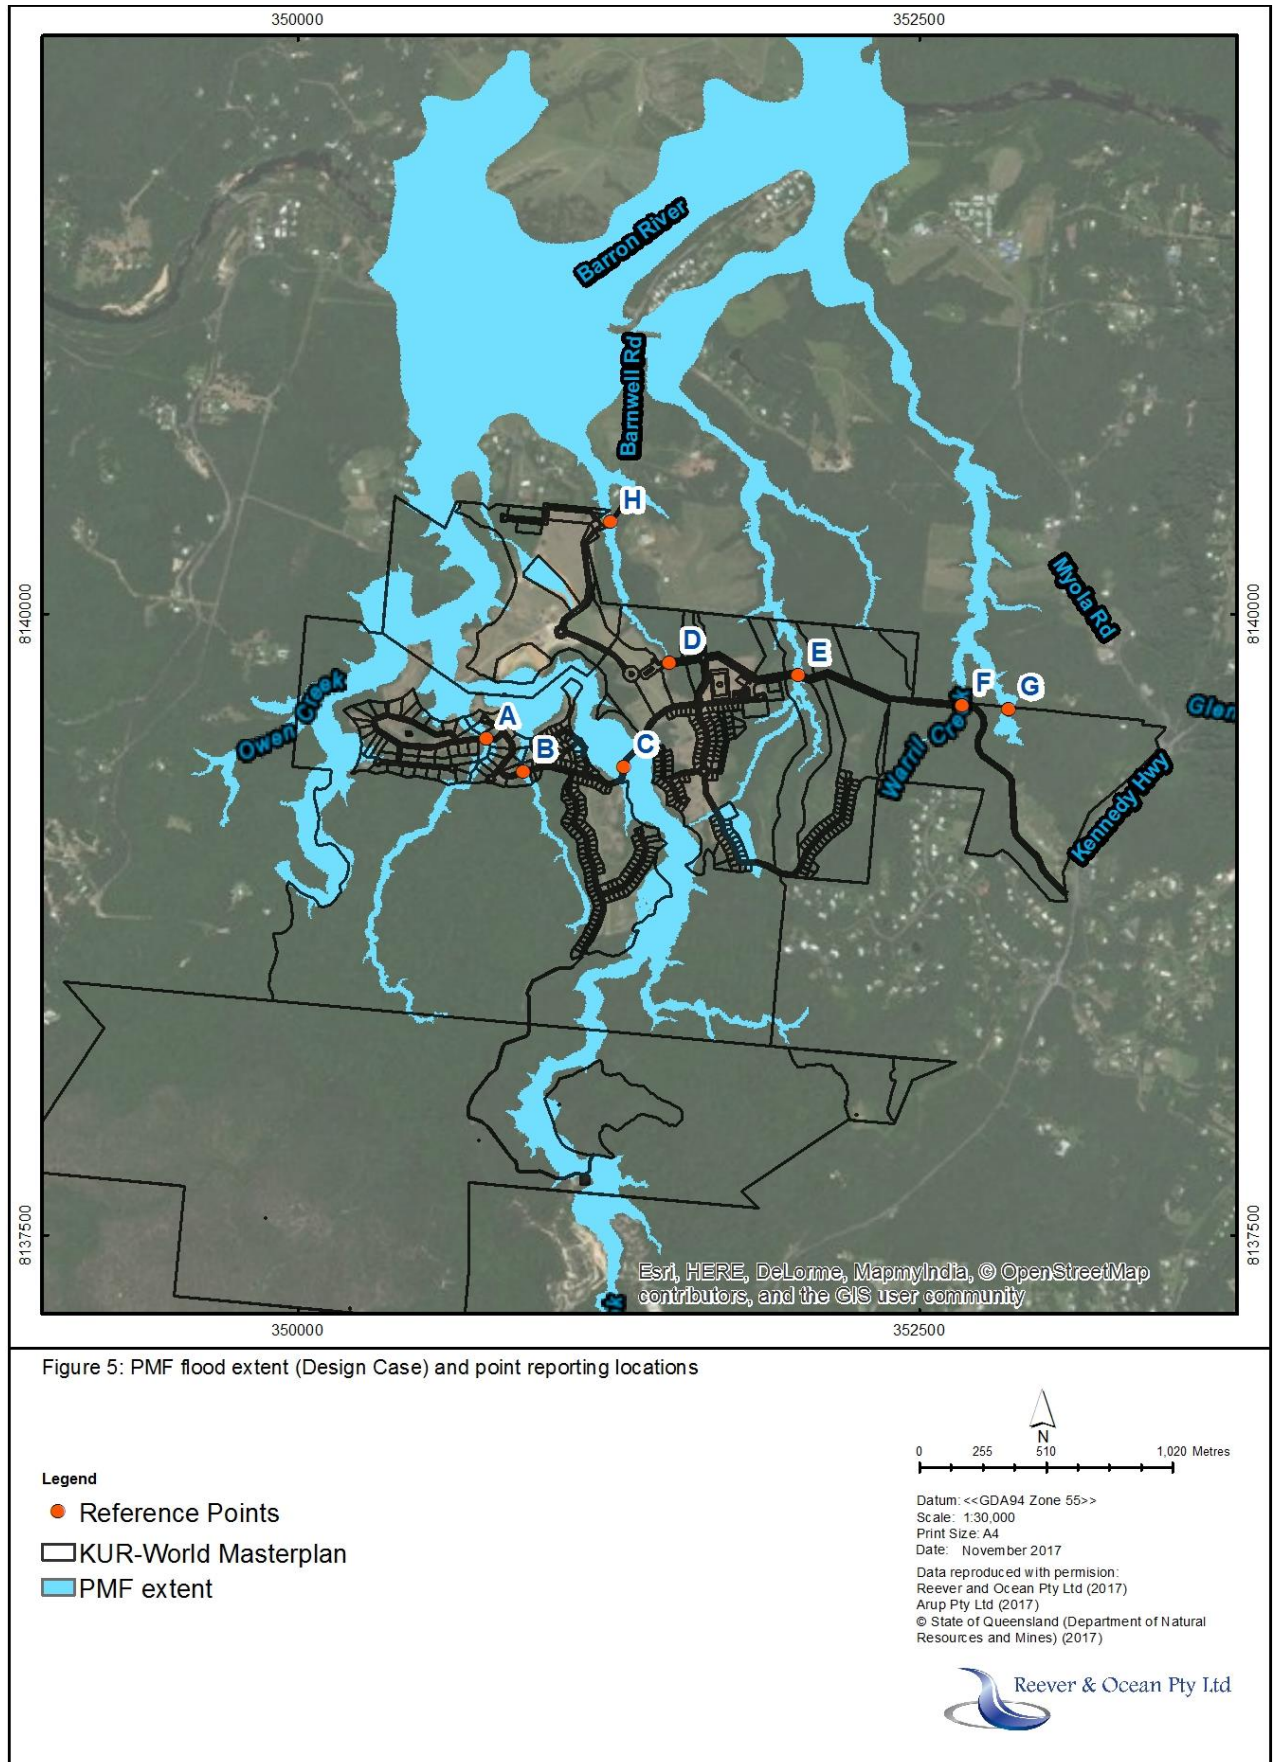 350000
352500
Barron River
Barnwell Rd
H
8140000
8140000
Myola Rd
D
E
F
G
Owen Creek
A
B
C
Warril Creek
Glen
Kennedy Hwy
8137500
8137500
Esri, HERE, DeLorme, MapmyIndia, © OpenStreetMap
contributors, and the GIS user community
k
350000
352500
Figure 5: PMF flood extent (Design Case) and point reporting locations
N
0 255 510 1,020 Metres
Legend
Reference Points
KUR-World Masterplan
PMF extent
Datum: <<GDA94 Zone 55>>
Scale: 1:30,000
Print Size: A4
Date: November 2017
Data reproduced with permision:
Reever and Ocean Pty Ltd (2017)
Arup Pty Ltd (2017)
© State of Queensland (Department of Natural
Resources and Mines) (2017)
Reever & Ocean Pty Ltd